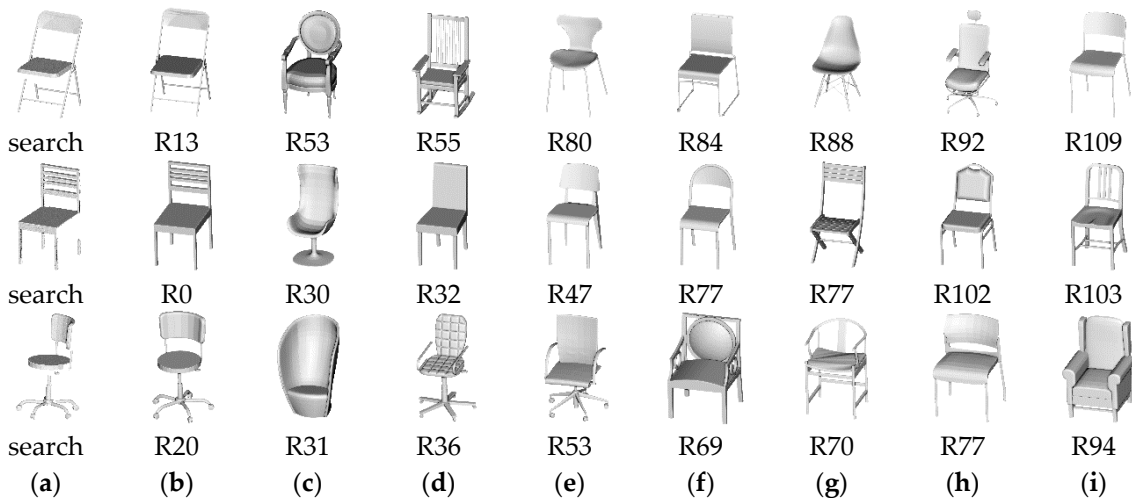 search R13 R53 R55 R80 R84 R88 R92 R109
search R0 R30 R32 R47 R77 R77 R102 R103
search R20 R31 R36 R53 R69 R70 R77 R94
(a) (b) (c) (d) (e) (f) (g) (h) (i)